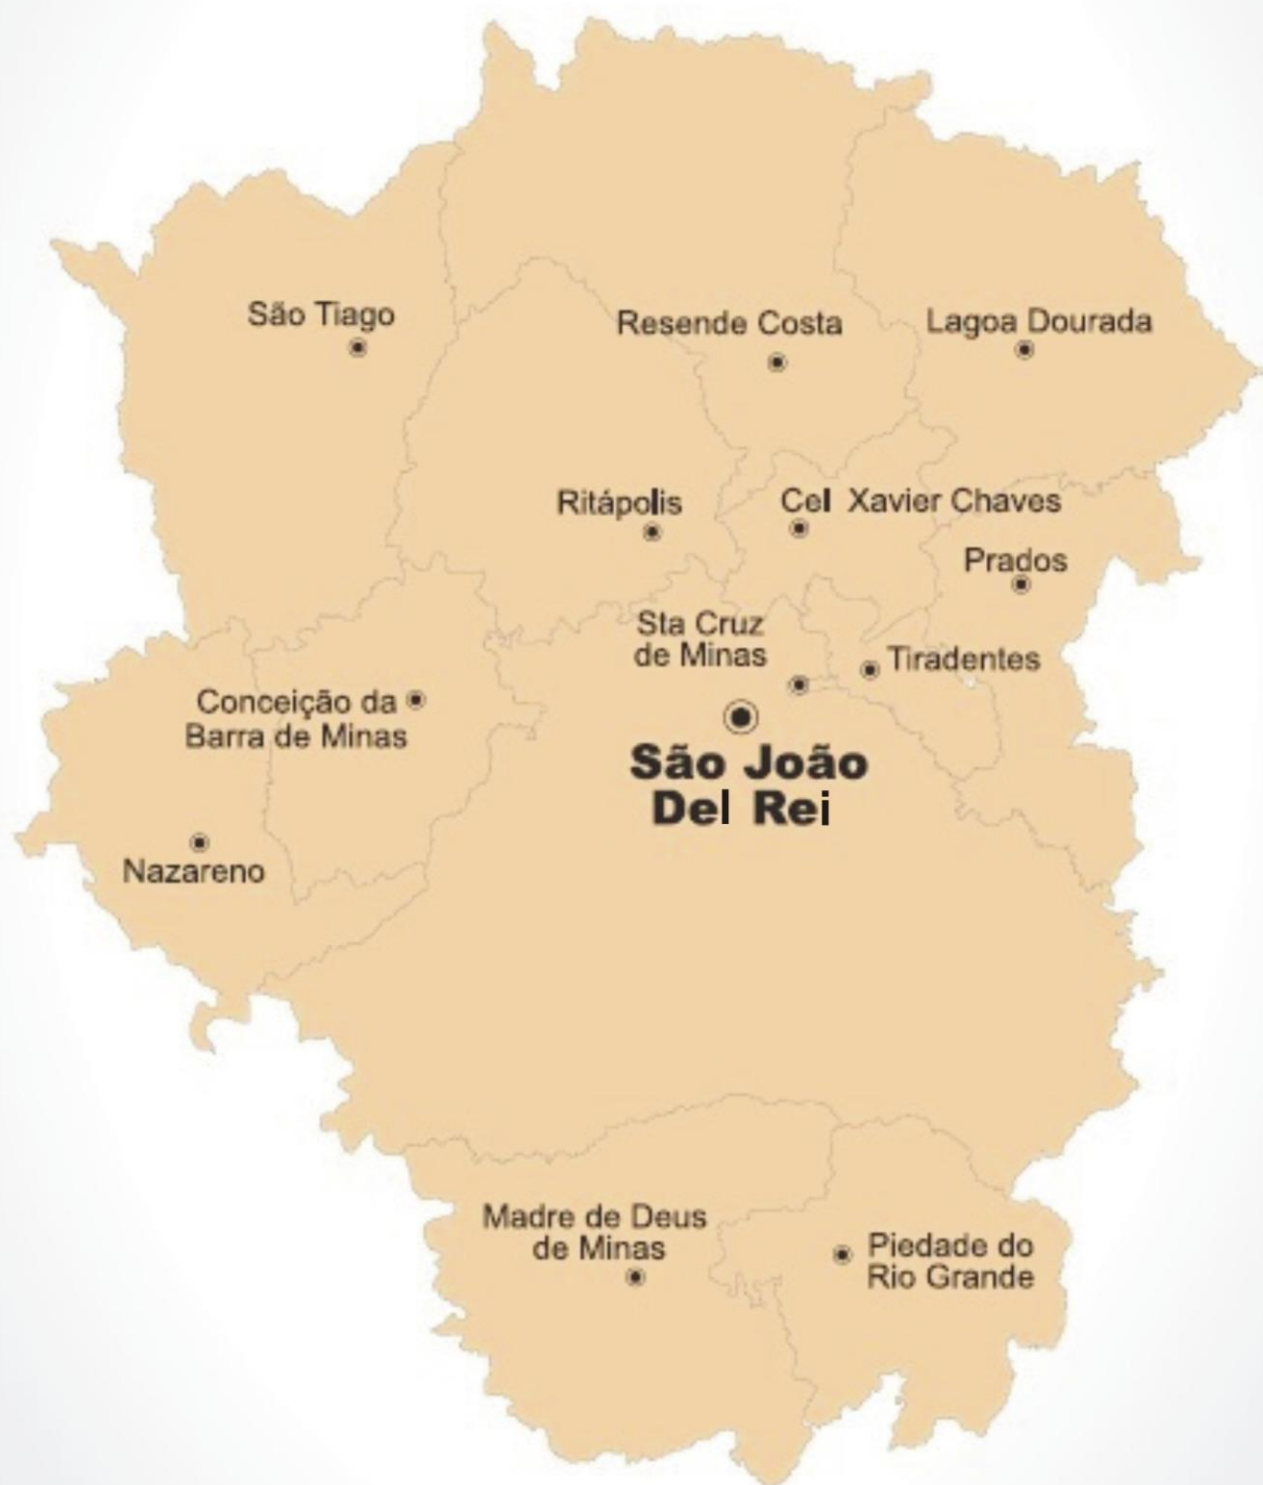 São Tiago
Resende Costa
Lagoa Dourada
Ritápolis
Cel Xavier Chaves
Prados
Sta Cruz
de Minas
Tiradentes
Conceição da
Barra de Minas
São João
Del Rei
Nazareno
Madre de Deus
de Minas
Piedade do
Rio Grande